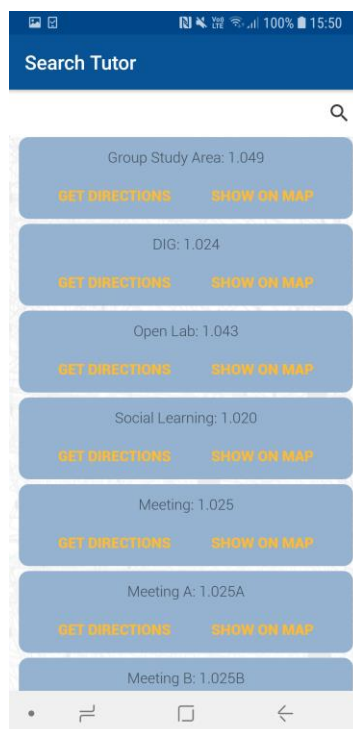 100% 15:50
Search Tutor
Group Study Area: 1.049
GET DIRECTIONS SHOW ON MAP
DIG: 1.024
GET DIRECTIONS SHOW ON MAP
Open Lab: 1.043
GET DIRECTIONS SHOW ON MAP
Social Learning: 1.020
GET DIRECTIONS SHOW ON MAP
Meeting: 1.025
GET DIRECTIONS SHOW ON MAP
Meeting A: 1.025A
GET DIRECTIONS SHOW ON MAP
Meeting B: 1.025B